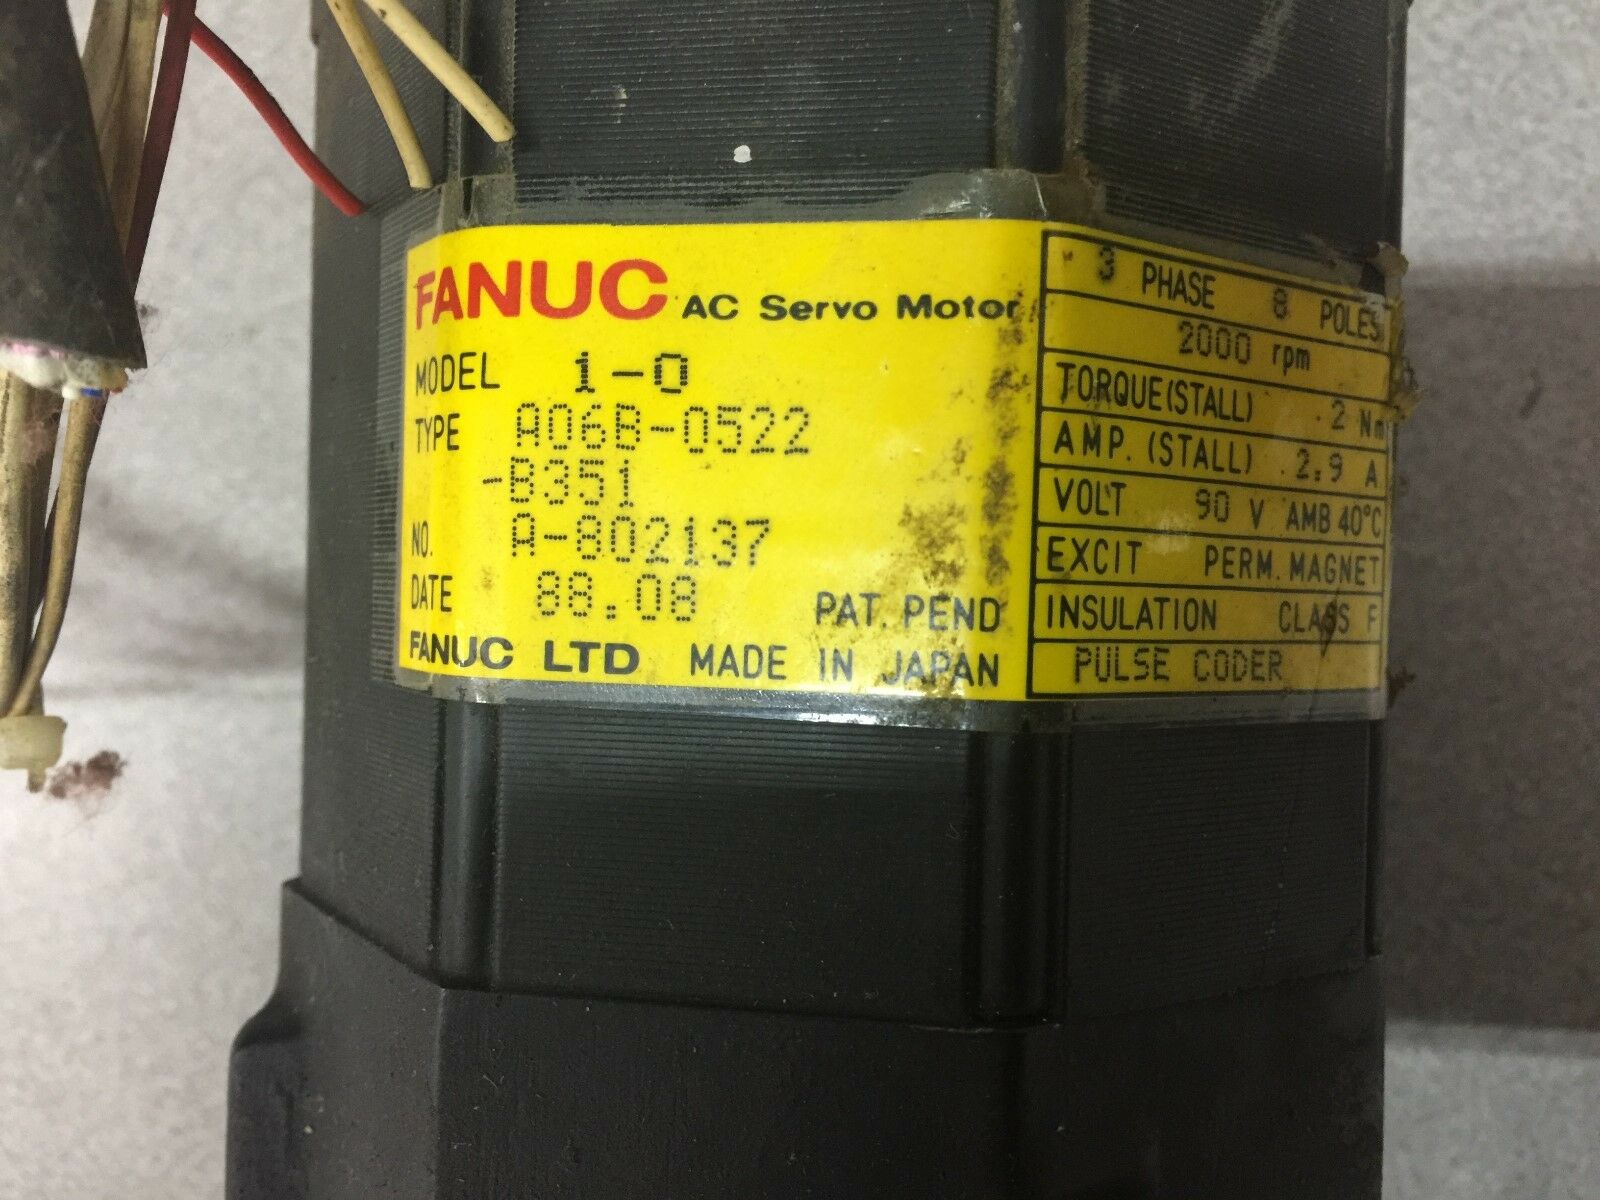 FANUC AC Servo Motor
MODEL 1-0
TYPE A06B-0522
-B351
NO. A-802137
DATE 88.08 PAT. PEND
FANUC LTD MADE IN JAPAN
3 PHASE 8 POLES
2000 rpm
TORQUE(STALL) 2 Nm
AMP. (STALL) 2.9 A
VOLT 90 V AMB 40°C
EXCIT PERM. MAGNET
INSULATION CLASS F
PULSE CODER